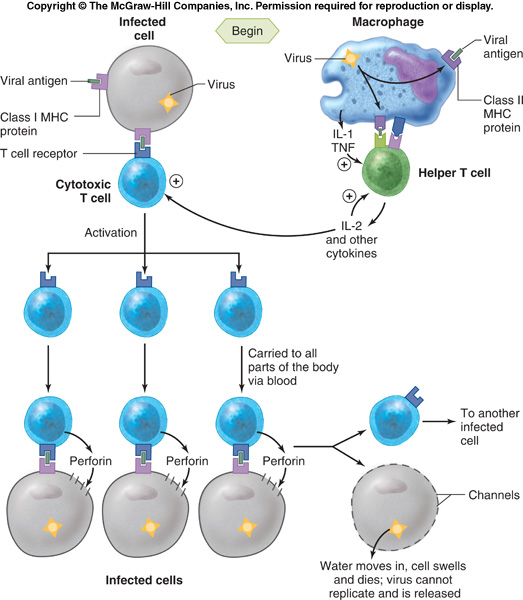 Copyright © The McGraw-Hill Companies, Inc. Permission required for reproduction or display.
Infected
cell
Begin
Macrophage
Viral antigen
Class I MHC
protein
T cell receptor
Virus
Cytotoxic
T cell
+
Virus
Viral
antigen
Class II
MHC
protein
IL-1
TNF
+
Helper T cell
+
IL-2
and other
cytokines
Activation
Carried to all
parts of the body
via blood
Perforin
Perforin
Perforin
To another
infected
cell
Channels
Infected cells
Water moves in, cell swells
and dies; virus cannot
replicate and is released